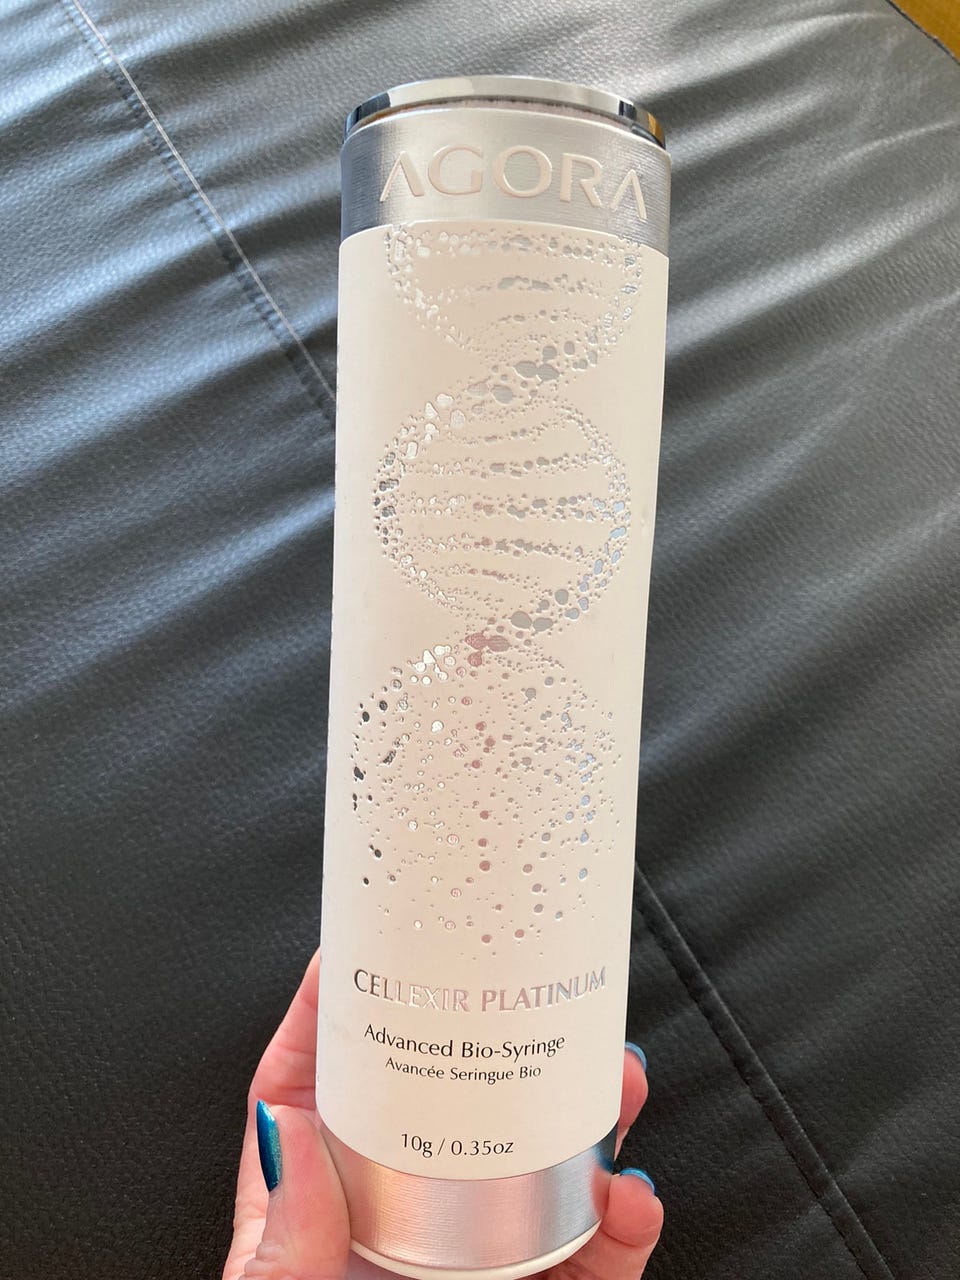 AGORA
CELLEXIR PLATINUM
Advanced Bio-Syringe
Avancée Seringue Bio
10g / 0.35oz